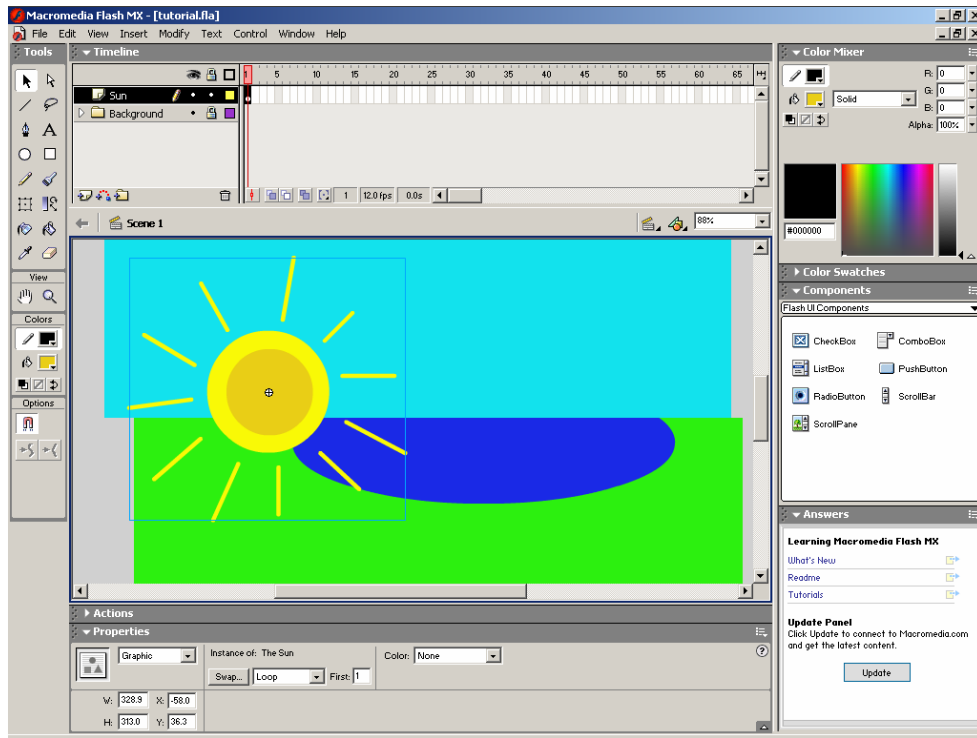 Macromedia Flash MX - [tutorial.fla]
File Edit View Insert Modify Text Control Window Help
Tools
Timeline
1 5 10 15 20 25 30 35 40 45 50 55 60 65
Sun
Background
1 12.0 fps 0.0s
Scene 1
88%
A
View
Colors
Options
Actions
Properties
Graphic
Instance of: The Sun
Color: None
Swap... Loop First: 1
W: 328.9 X: -58.0
H: 313.0 Y: 36.3
Color Mixer
R: 0
Solid
G: 0
B: 0
Alpha: 100%
#000000
Color Swatches
Components
Flash UI Components
CheckBox ComboBox
ListBox PushButton
RadioButton ScrollBar
ScrollPane
Answers
Learning Macromedia Flash MX
What's New
Readme
Tutorials
Update Panel
Click Update to connect to Macromedia.com
and get the latest content.
Update